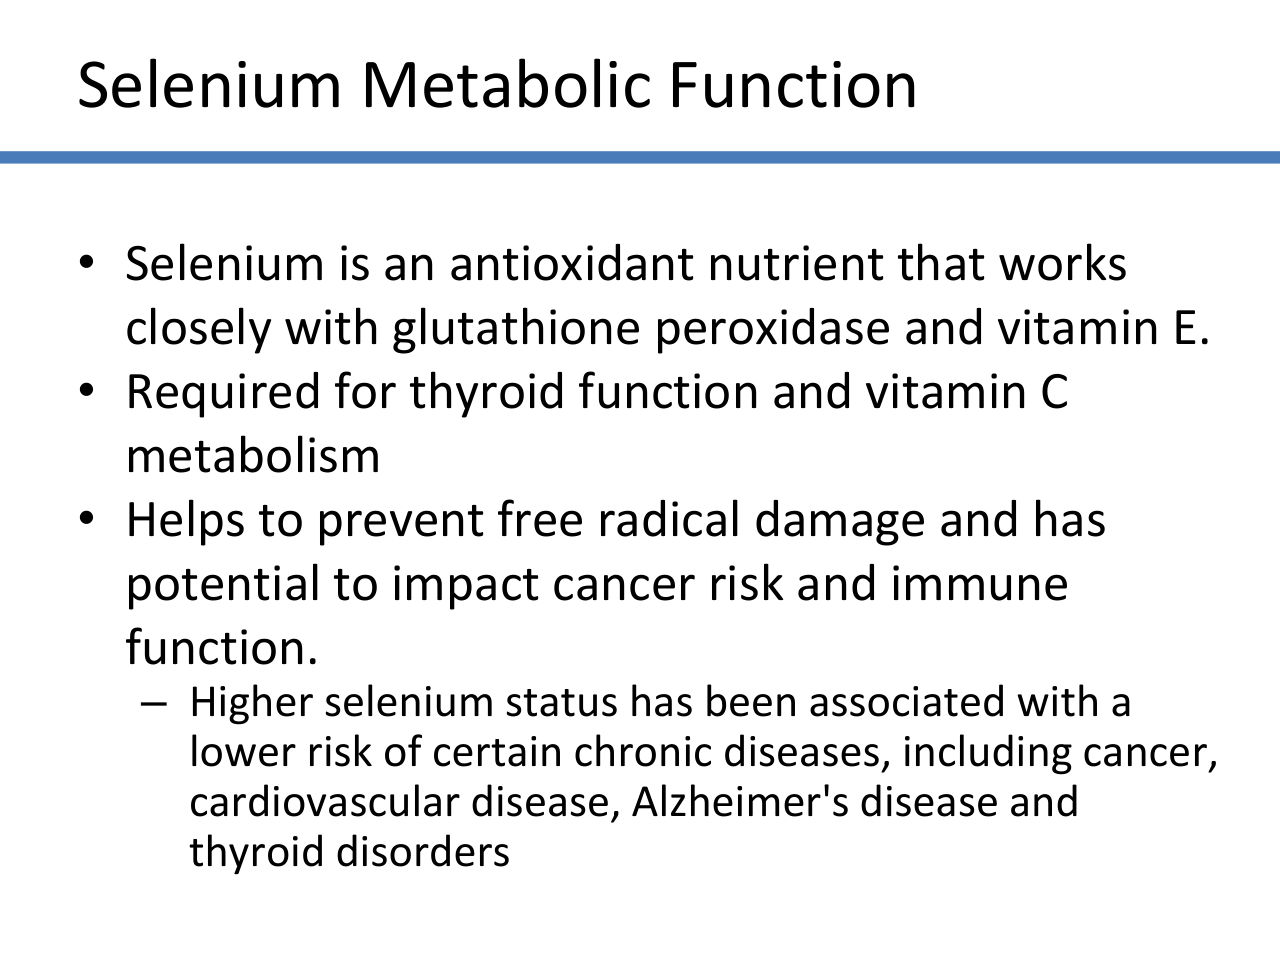 Selenium Metabolic Function
• Selenium is an antioxidant nutrient that works
closely with glutathione peroxidase and vitamin E.
• Required for thyroid function and vitamin C
metabolism
• Helps to prevent free radical damage and has
potential to impact cancer risk and immune
function.
– Higher selenium status has been associated with a
lower risk of certain chronic diseases, including cancer,
cardiovascular disease, Alzheimer's disease and
thyroid disorders